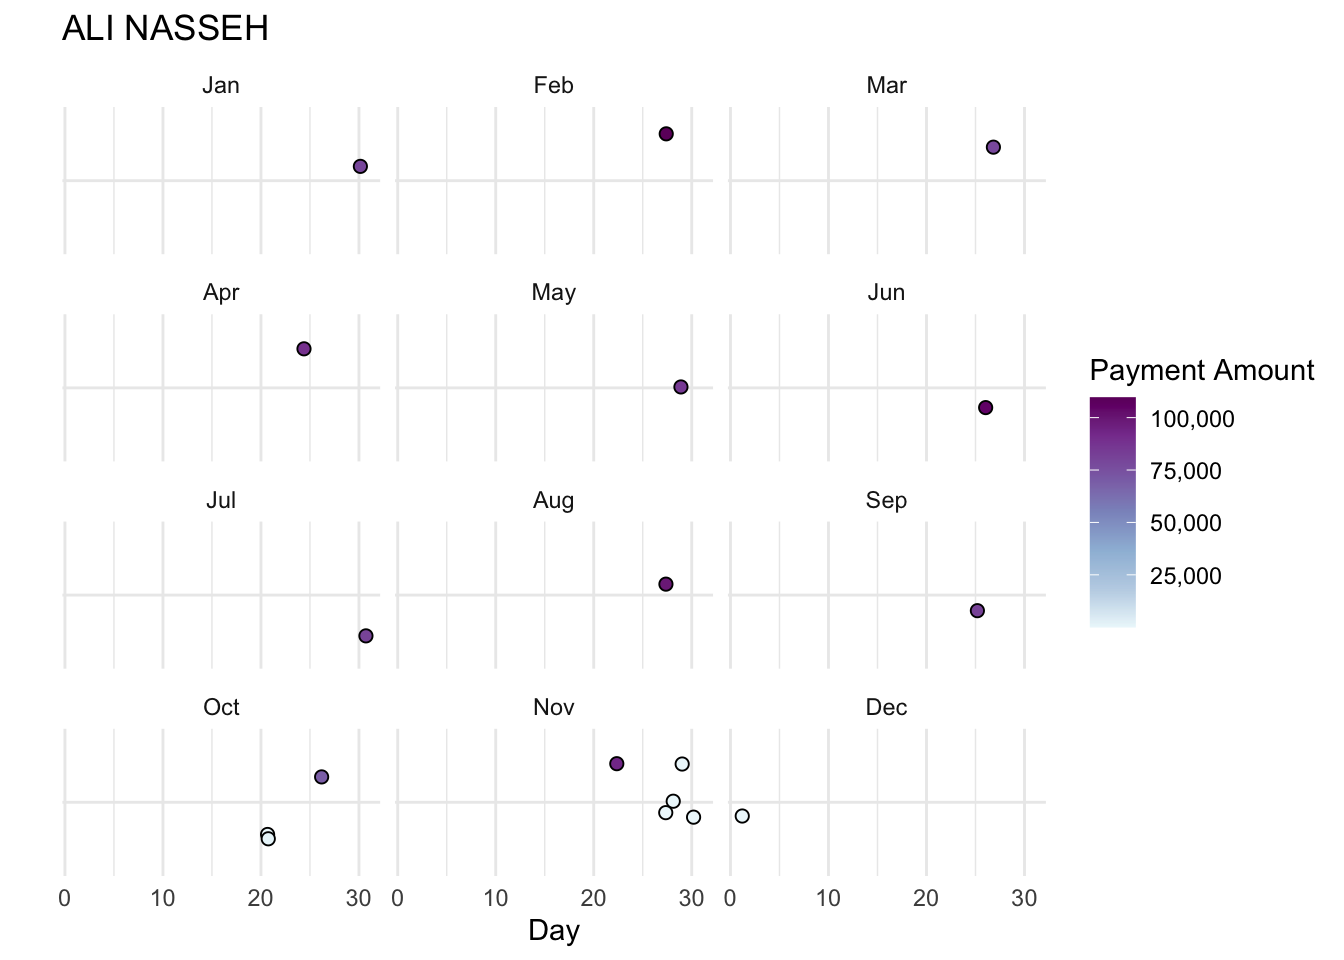 ALI NASSEH
Jan Feb Mar
Apr May Jun
Payment Amount
100,000
75,000
50,000
25,000
Jul Aug Sep
Oct Nov Dec
0 10 20 30 0 10 20 30 0 10 20 30
Day